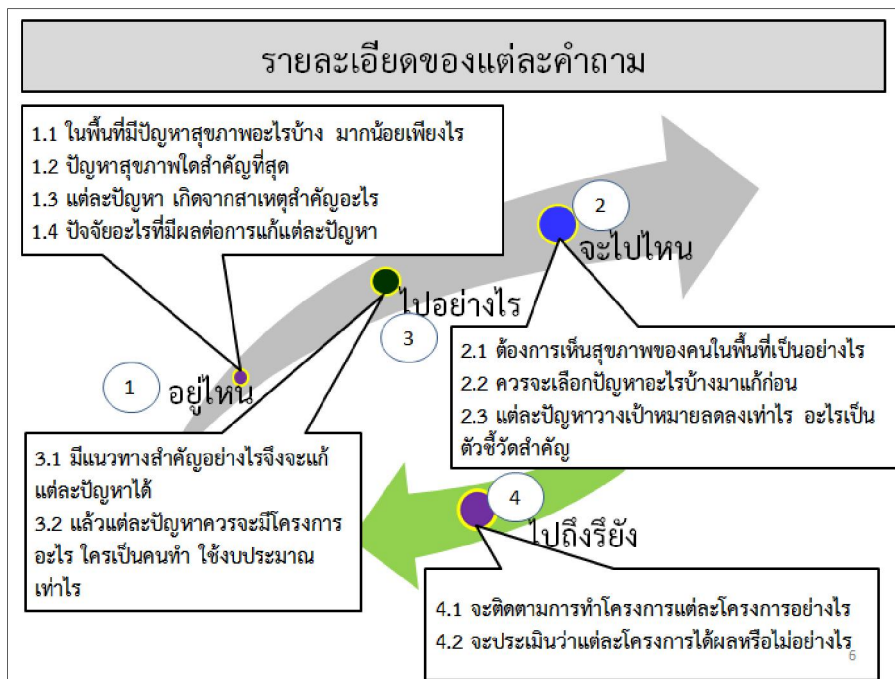 รายละเอียดของแต่ละคำถาม
1.1 ในพื้นที่มีปัญหาสุขภาพอะไรบ้าง มากน้อยเพียงไร
1.2 ปัญหาสุขภาพใดสำคัญที่สุด
1.3 แต่ละปัญหา เกิดจากสาเหตุสำคัญอะไร
1.4 ปัจจัยอะไรที่มีผลต่อการแก้แต่ละปัญหา
1
อยู่ไหน
2
จะไปไหน
2.1 ต้องการเห็นสุขภาพของคนในพื้นที่เป็นอย่างไร
2.2 ควรจะเลือกปัญหาอะไรบ้างมาแก้ก่อน
2.3 แต่ละปัญหาวางเป้าหมายลดลงเท่าไร อะไรเป็น
ตัวชี้วัดสำคัญ
ไปอย่างไร
3
3.1 มีแนวทางสำคัญอย่างไรจึงจะแก้
แต่ละปัญหาได้
3.2 แล้วแต่ละปัญหาควรจะมีโครงการ
อะไร ใครเป็นคนทำ ใช้งบประมาณ
เท่าไร
4
ไปถึงรึยัง
4.1 จะติดตามการทำโครงการแต่ละโครงการอย่างไร
4.2 จะประเมินว่าแต่ละโครงการได้ผลหรือไม่อย่างไร
6